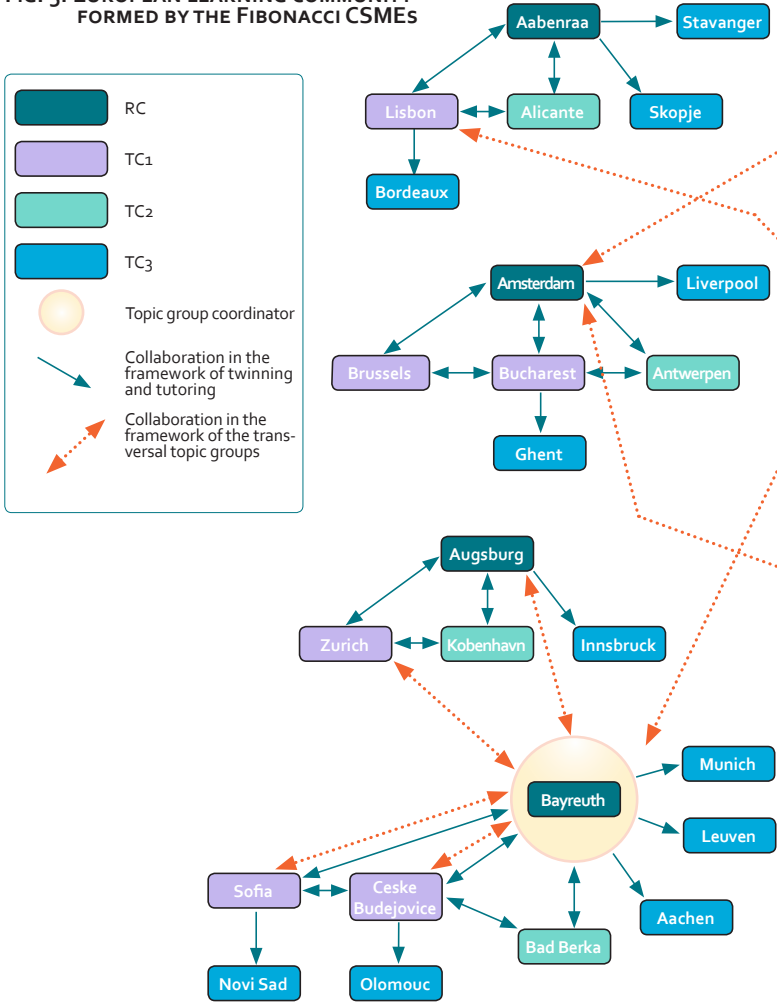 FORMED BY THE FIBONACCI CSMES
RC
TC1
TC2
TC3
Topic group coordinator
Collaboration in the
framework of twinning
and tutoring
Collaboration in the
framework of the trans-
versal topic groups
Aabenraa
Stavanger
Lisbon
Alicante
Skopje
Bordeaux
Amsterdam
Liverpool
Brussels
Bucharest
Antwerpen
Ghent
Augsburg
Zurich
Kobenhavn
Innsbruck
Munich
Bayreuth
Leuven
Sofia
Ceske
Budejovice
Aachen
Bad Berka
Novi Sad
Olomouc